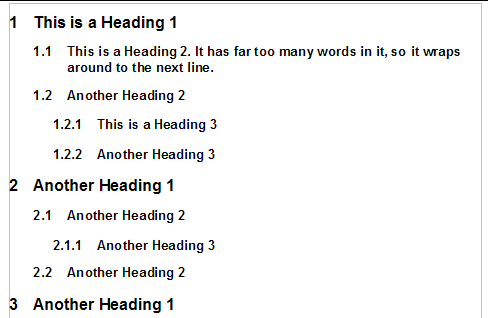 1 This is a Heading 1
1.1 This is a Heading 2. It has far too many words in it, so it wraps
around to the next line.
1.2 Another Heading 2
1.2.1 This is a Heading 3
1.2.2 Another Heading 3
2 Another Heading 1
2.1 Another Heading 2
2.1.1 Another Heading 3
2.2 Another Heading 2
3 Another Heading 1